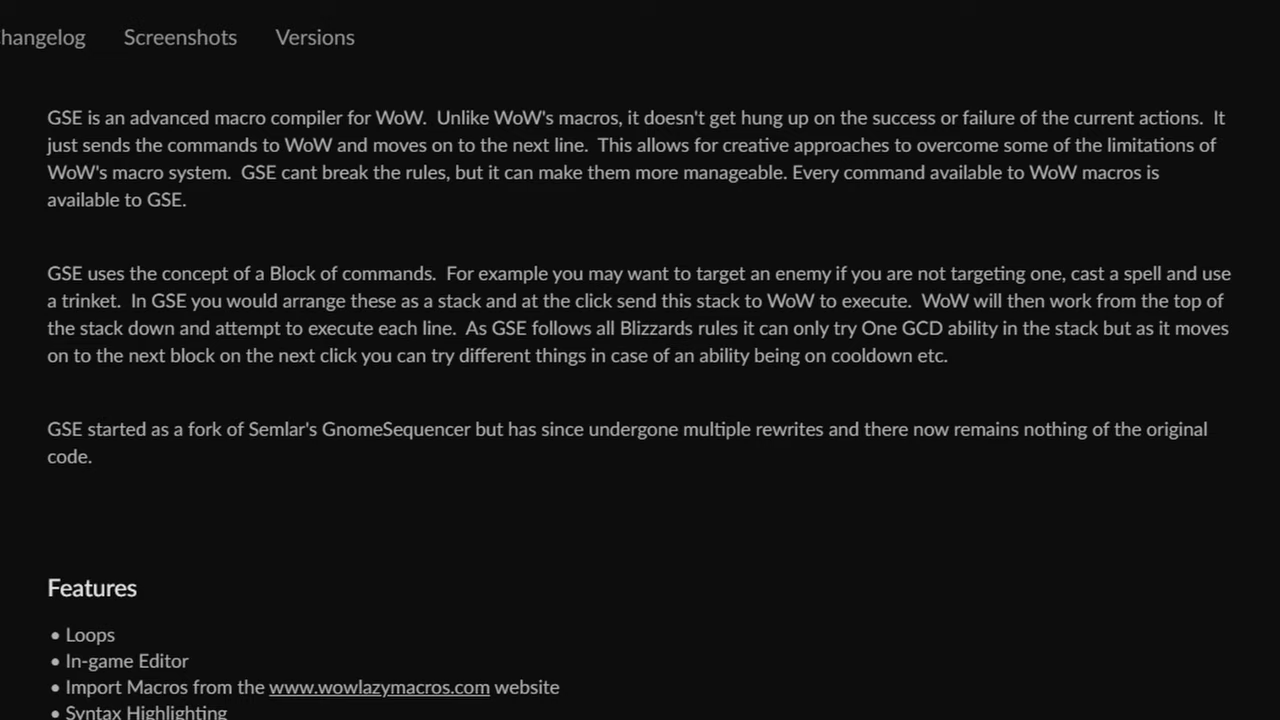 hangelog Screenshots Versions
GSE is an advanced macro compiler for WoW.  Unlike WoW's macros, it doesn't get hung up on the success or failure of the current actions.  It
just sends the commands to WoW and moves on to the next line.  This allows for creative approaches to overcome some of the limitations of
WoW's macro system.  GSE cant break the rules, but it can make them more manageable. Every command available to WoW macros is
available to GSE.
GSE uses the concept of a Block of commands.  For example you may want to target an enemy if you are not targeting one, cast a spell and use
a trinket.  In GSE you would arrange these as a stack and at the click send this stack to WoW to execute.  WoW will then work from the top of
the stack down and attempt to execute each line.  As GSE follows all Blizzards rules it can only try One GCD ability in the stack but as it moves
on to the next block on the next click you can try different things in case of an ability being on cooldown etc.
GSE started as a fork of Semlar's GnomeSequencer but has since undergone multiple rewrites and there now remains nothing of the original
code.
Features
• Loops
• In-game Editor
• Import Macros from the www.wowlazymacros.com website
• Syntax Highlighting